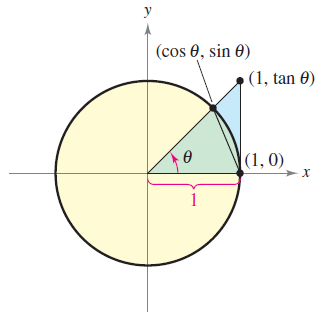 y
(cos θ, sin θ)
(1, tan θ)
θ
(1, 0)
x
1